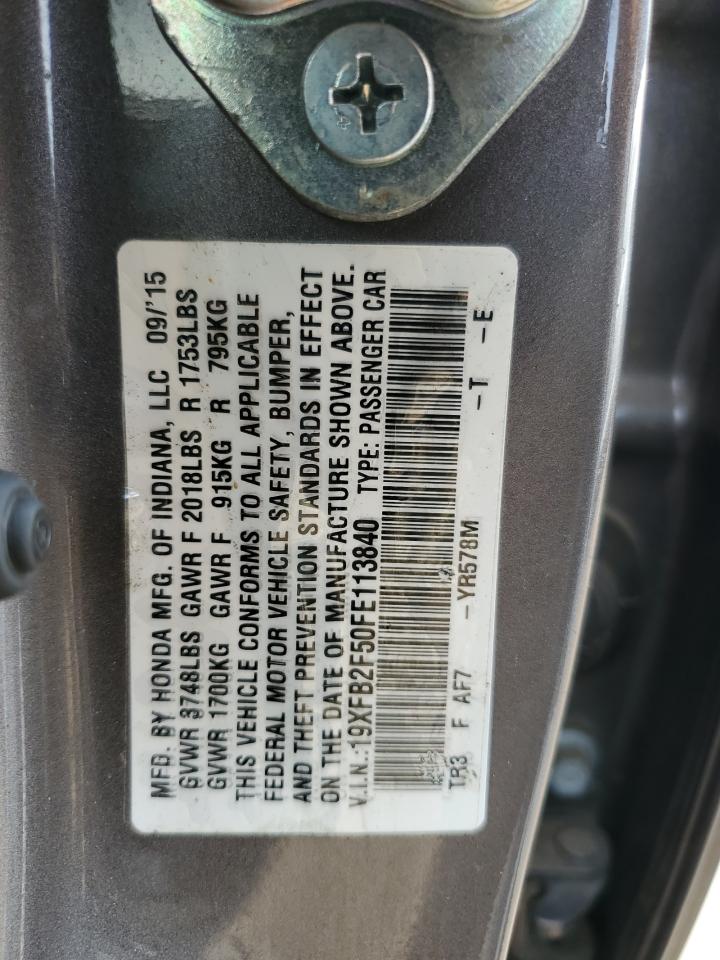 MFD. BY HONDA MFG. OF INDIANA, LLC 09/'15
GVWR 3748LBS GAWR F 2018LBS R 1753LBS
GVWR 1700KG GAWR F 915KG R 795KG
THIS VEHICLE CONFORMS TO ALL APPLICABLE
FEDERAL MOTOR VEHICLE SAFETY, BUMPER,
AND THEFT PREVENTION STANDARDS IN EFFECT
ON THE DATE OF MANUFACTURE SHOWN ABOVE.
V.I.N.:19XFB2F50FE113840 TYPE: PASSENGER CAR
TR3 F AF7 -YR578M -T -E